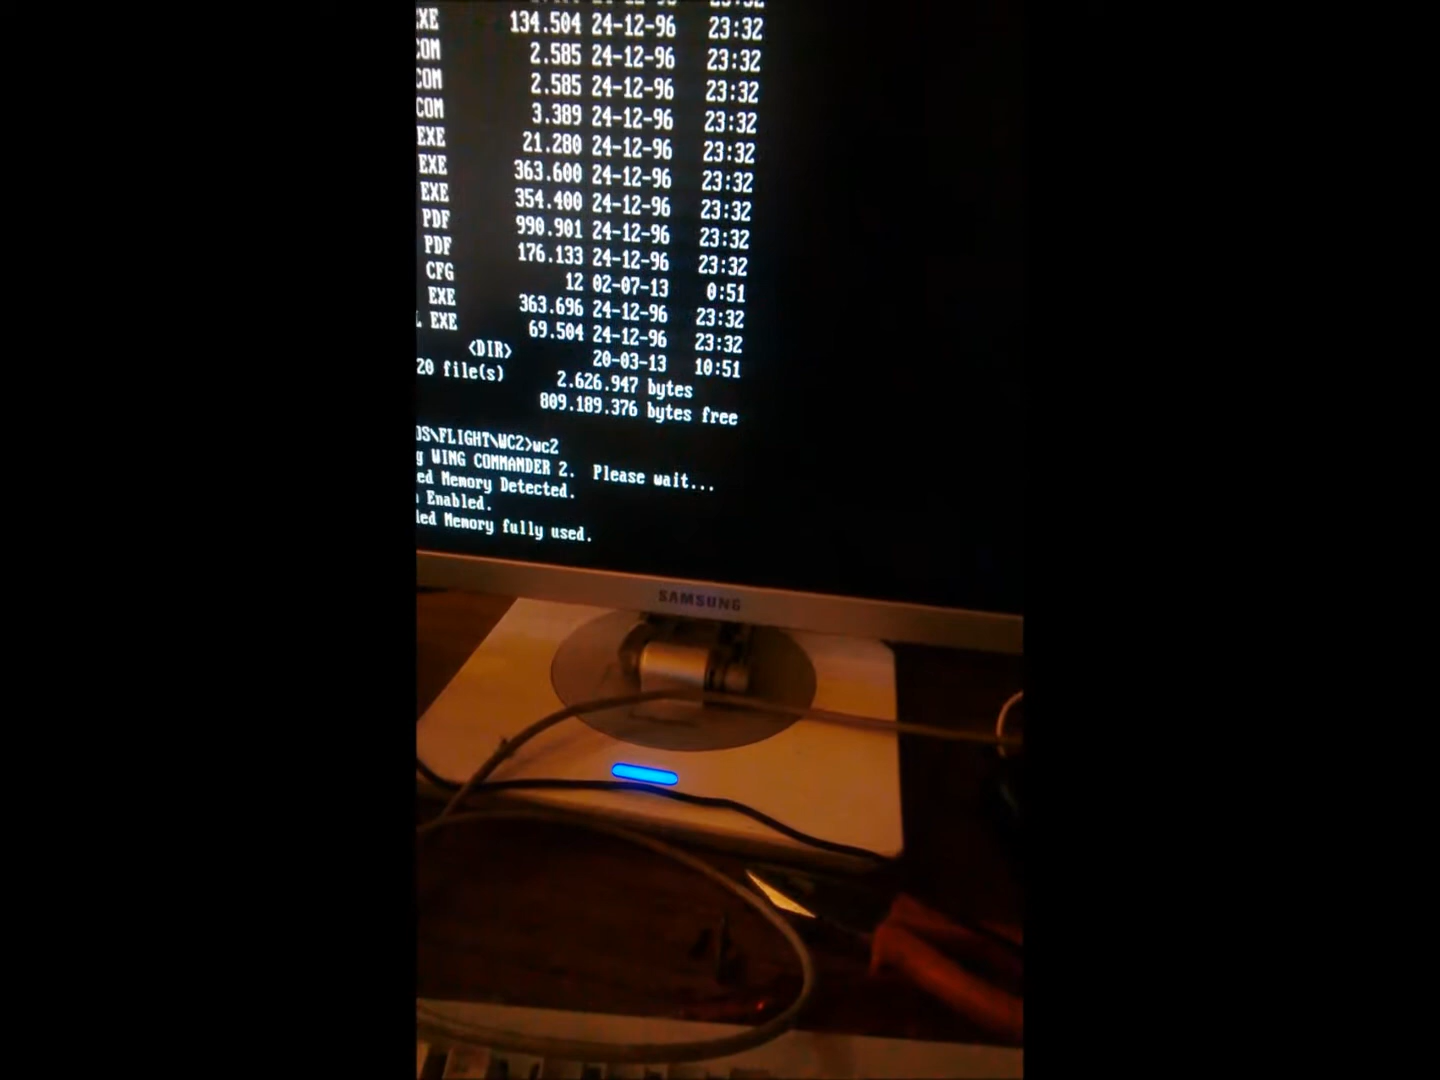 XE 134.504 24-12-96 23:32
COM 2.585 24-12-96 23:32
COM 2.585 24-12-96 23:32
COM 3.389 24-12-96 23:32
EXE 21.280 24-12-96 23:32
EXE 363.600 24-12-96 23:32
EXE 354.400 24-12-96 23:32
PDF 990.901 24-12-96 23:32
PDF 176.133 24-12-96 23:32
CFG 12 02-07-13 0:51
EXE 363.696 24-12-96 23:32
L EXE 69.504 24-12-96 23:32
<DIR> 20-03-13 10:51
20 file(s) 2.626.947 bytes
809.189.376 bytes free
OS\FLIGHT\WC2>wc2
g WING COMMANDER 2. Please wait...
ed Memory Detected.
Enabled.
ded Memory fully used.
SAMSUNG